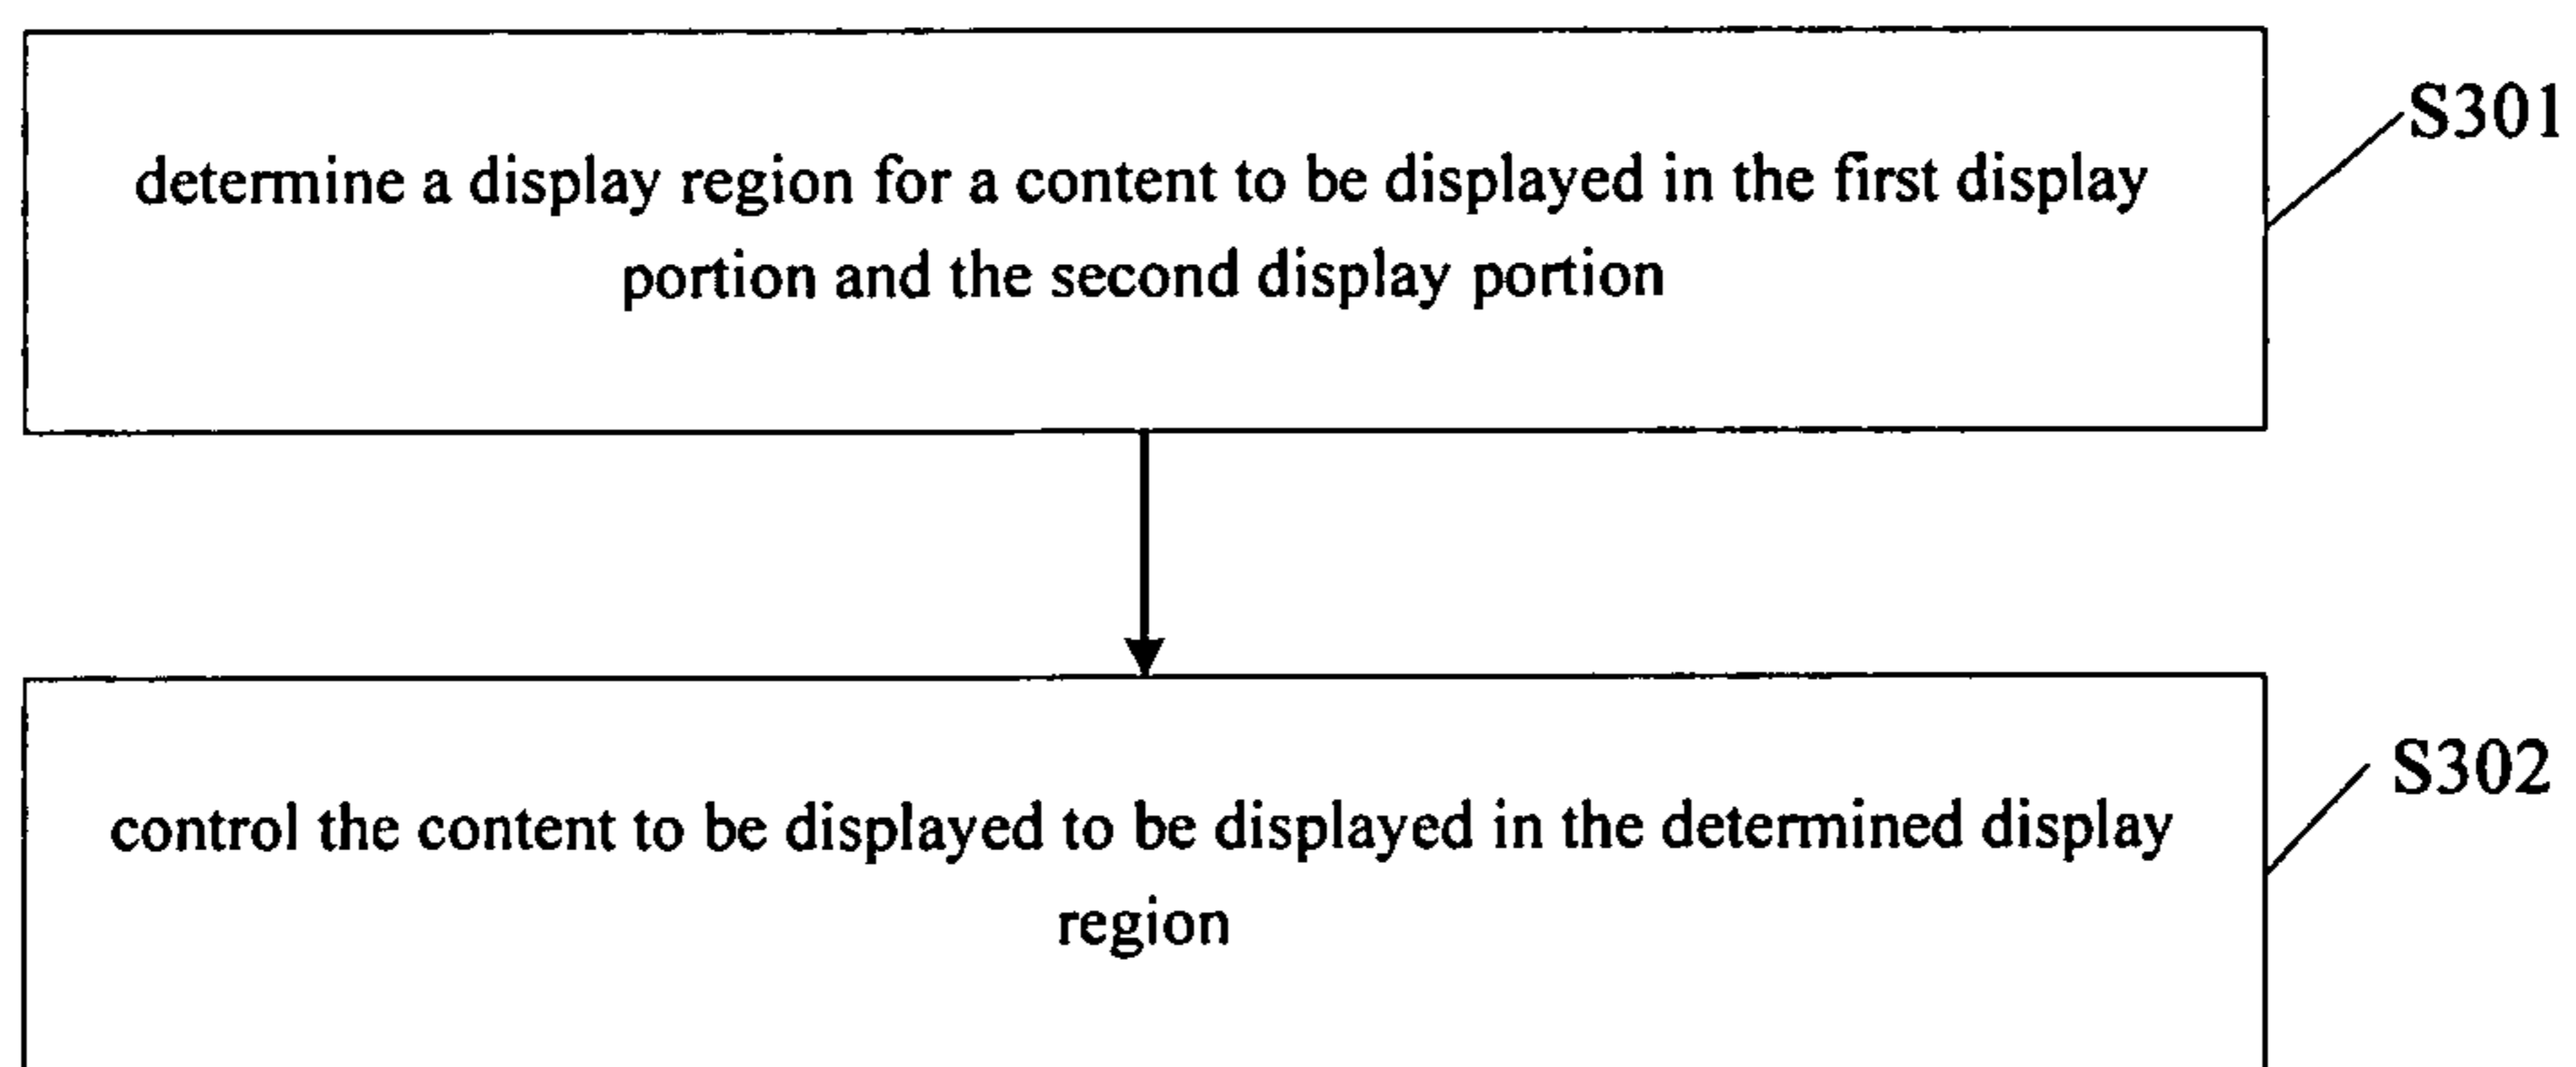 S301
determine a display region for a content to be displayed in the first display
portion and the second display portion
S302
control the content to be displayed to be displayed in the determined display
region